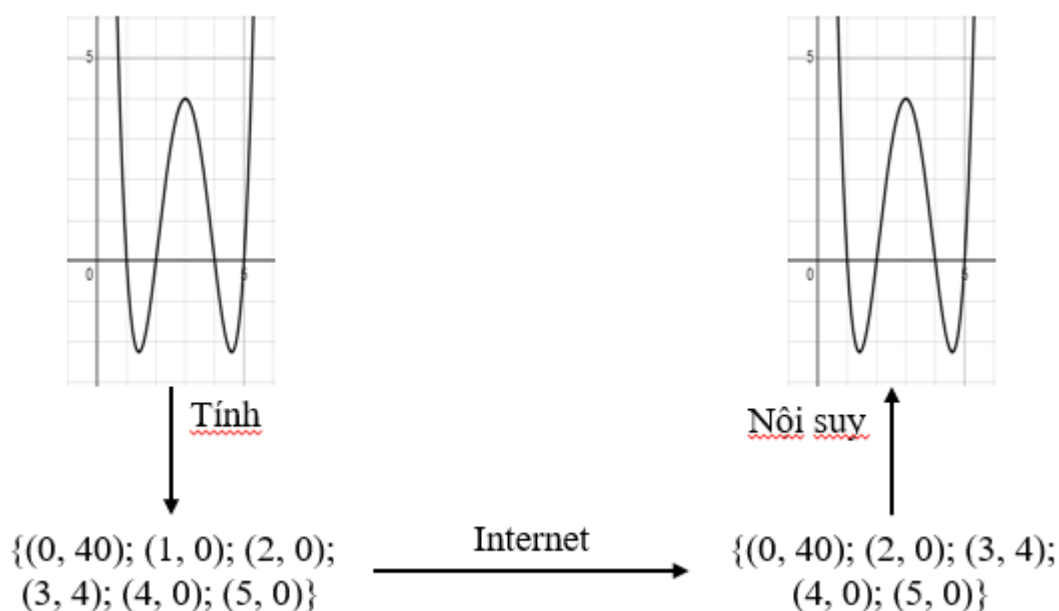 5
0
5
5
0
5
Tính
Nội suy
{(0, 40); (1, 0); (2, 0);
(3, 4); (4, 0); (5, 0)}
Internet
{(0, 40); (2, 0); (3, 4);
(4, 0); (5, 0)}